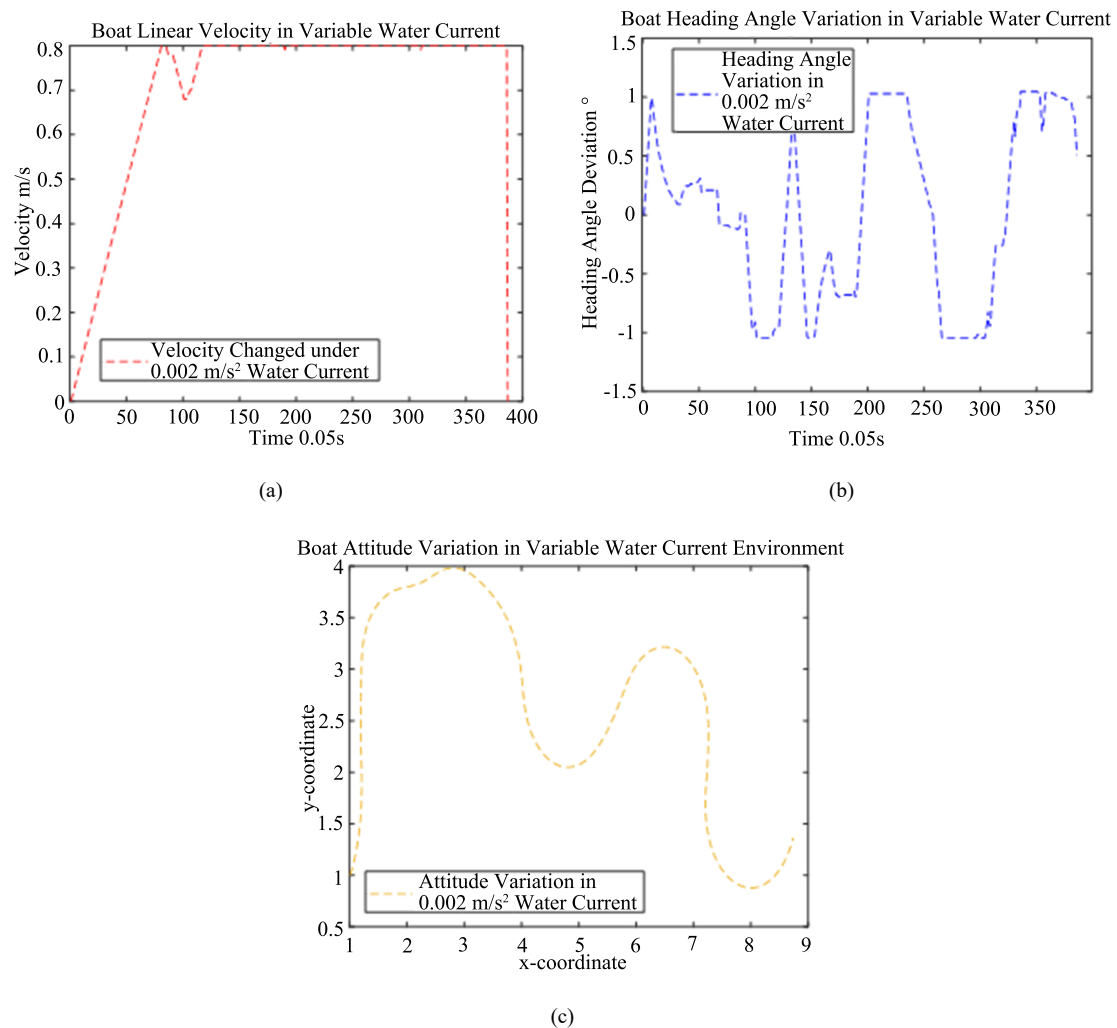 Boat Linear Velocity in Variable Water Current
0.8
0.7
0.6
0.5
0.4
0.3
0.2
0.1
0
Velocity m/s
Velocity Changed under
0.002 m/s² Water Current
0 50 100 150 200 250 300 350 400
Time 0.05s
(a)
Boat Heading Angle Variation in Variable Water Current
1.5
1
0.5
0
-0.5
-1
-1.5
Heading Angle Deviation °
Heading Angle
Variation in
0.002 m/s²
Water Current
0 50 100 150 200 250 300 350
Time 0.05s
(b)
Boat Attitude Variation in Variable Water Current Environment
4
3.5
3
2.5
2
1.5
1
0.5
y-coordinate
Attitude Variation in
0.002 m/s² Water Current
1 2 3 4 5 6 7 8 9
x-coordinate
(c)